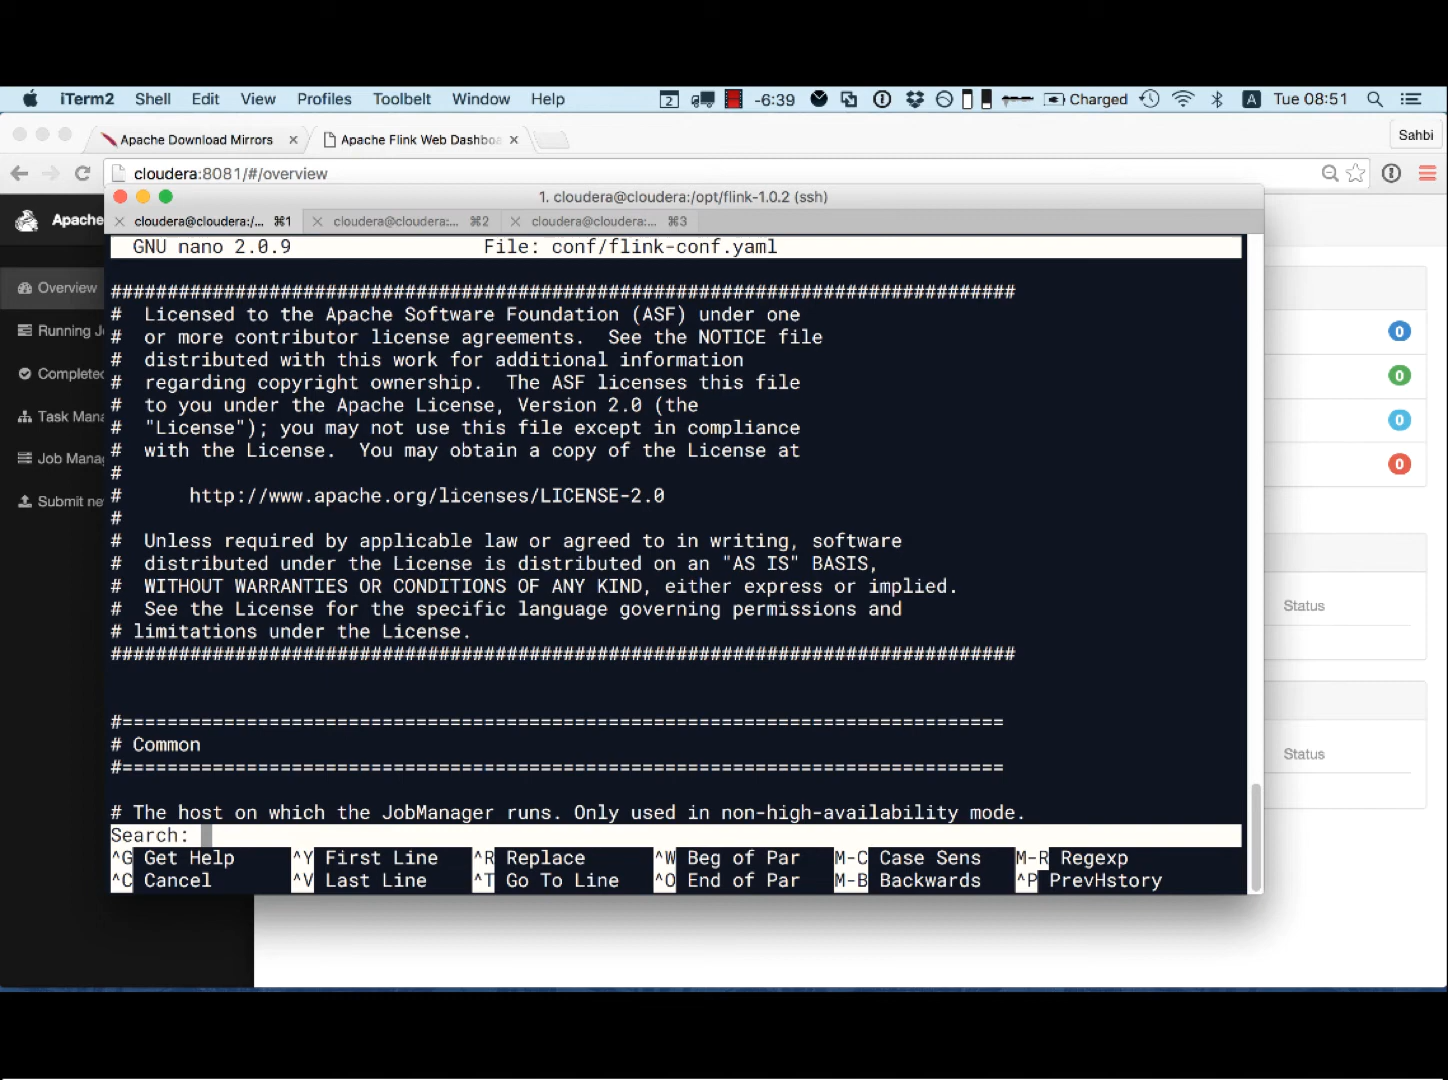 iTerm2 Shell Edit View Profiles Toolbelt Window Help 2 -6:39 Charged A Tue 08:51
Apache Download Mirrors Apache Flink Web Dashbo Sahbi
cloudera:8081/#/overview
1. cloudera@cloudera:/opt/flink-1.0.2 (ssh)
cloudera@cloudera:/... ⌘1 cloudera@cloudera:... ⌘2 cloudera@cloudera:... ⌘3
Apache
Overview
Running J
Completed
Task Mana
Job Manag
Submit ne
GNU nano 2.0.9 File: conf/flink-conf.yaml
################################################################################
#  Licensed to the Apache Software Foundation (ASF) under one
#  or more contributor license agreements.  See the NOTICE file
#  distributed with this work for additional information
#  regarding copyright ownership.  The ASF licenses this file
#  to you under the Apache License, Version 2.0 (the
#  "License"); you may not use this file except in compliance
#  with the License.  You may obtain a copy of the License at
#
#      http://www.apache.org/licenses/LICENSE-2.0
#
#  Unless required by applicable law or agreed to in writing, software
#  distributed under the License is distributed on an "AS IS" BASIS,
#  WITHOUT WARRANTIES OR CONDITIONS OF ANY KIND, either express or implied.
#  See the License for the specific language governing permissions and
# limitations under the License.
################################################################################
#==============================================================================
# Common
#==============================================================================
# The host on which the JobManager runs. Only used in non-high-availability mode.
Search:
^G Get Help ^Y First Line ^R Replace ^W Beg of Par M-C Case Sens M-R Regexp
^C Cancel ^V Last Line ^T Go To Line ^O End of Par M-B Backwards ^P PrevHstory
0
0
0
0
Status
Status